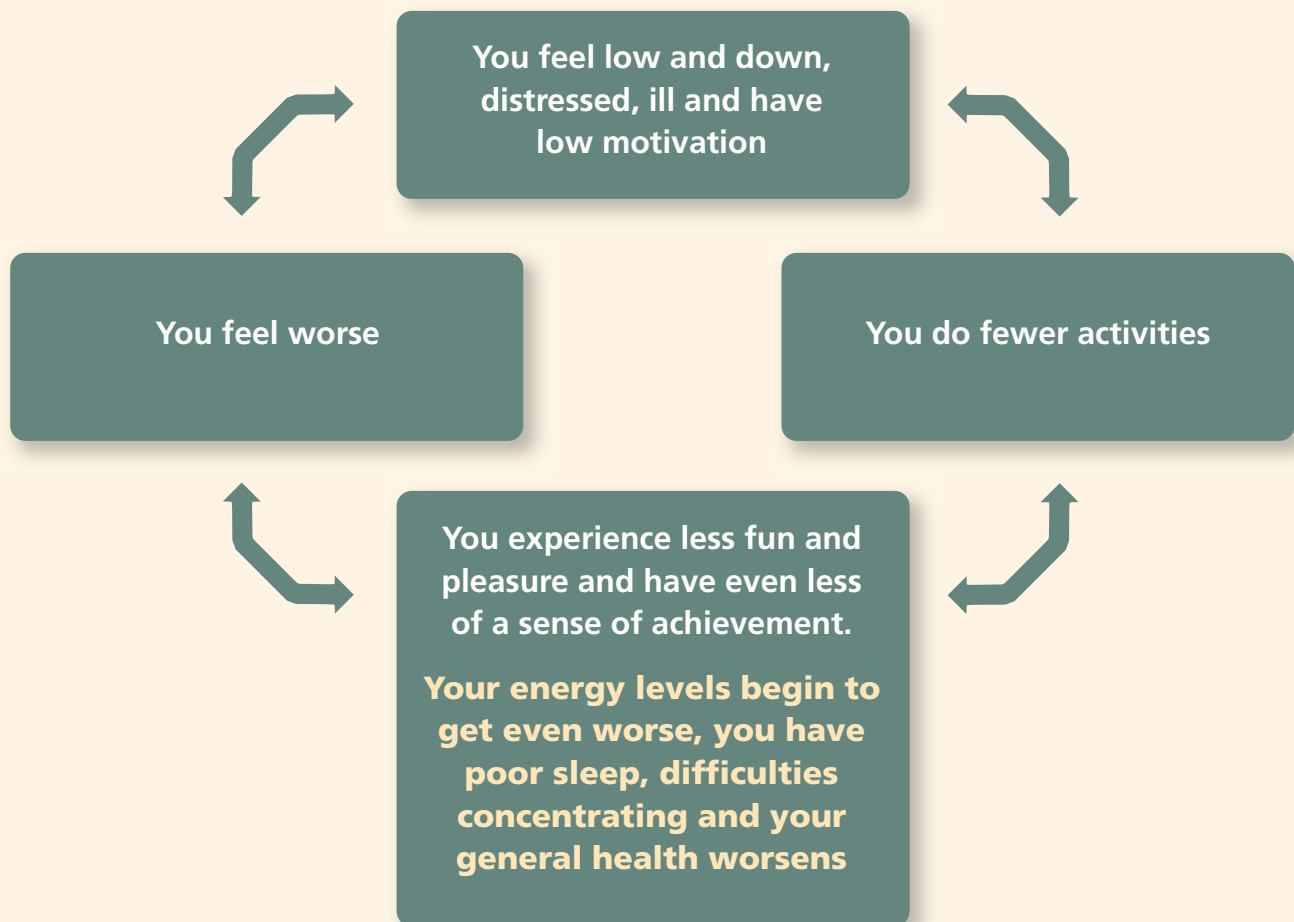 You feel low and down,
distressed, ill and have
low motivation
You feel worse
You do fewer activities
You experience less fun and
pleasure and have even less
of a sense of achievement.
Your energy levels begin to
get even worse, you have
poor sleep, difficulties
concentrating and your
general health worsens